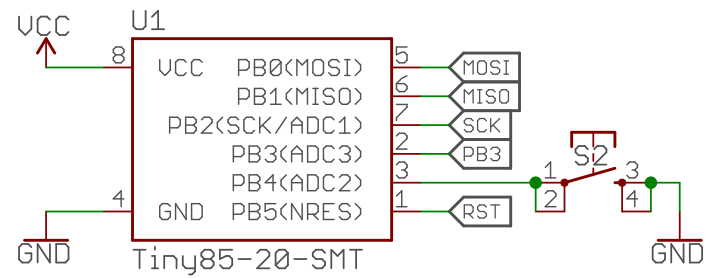 VCC
U1
8
VCC
PB0(MOSI)
5
MOSI
PB1(MISO)
6
MISO
PB2(SCK/ADC1)
7
SCK
PB3(ADC3)
2
PB3
PB4(ADC2)
3
S2
1
3
2
4
4
GND
PB5(NRES)
1
RST
GND
Tiny85-20-SMT
GND